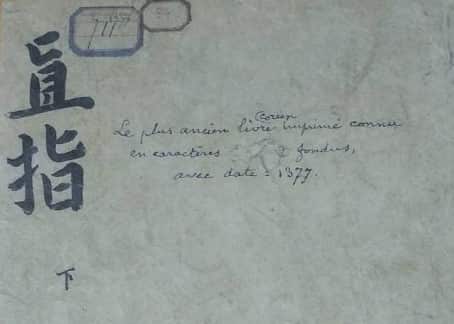 直指
下
Le plus ancien livre Coréen imprimé connu
en caractères fondus,
avec date = 1377.